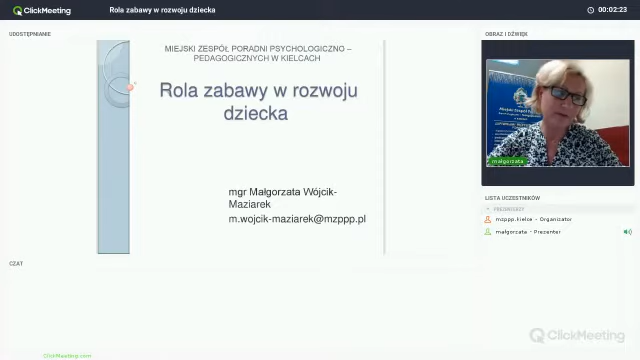 ClickMeeting
Rola zabawy w rozwoju dziecka
00:02:23
UDOSTĘPNIANIE
MIEJSKI ZESPÓŁ PORADNI PSYCHOLOGICZNO –
PEDAGOGICZNYCH W KIELCACH
Rola zabawy w rozwoju
dziecka
mgr Małgorzata Wójcik-
Maziarek
m.wojcik-maziarek@mzppp.pl
OBRAZ I DŹWIĘK
małgorzata
LISTA UCZESTNIKÓW
PREZENTERZY
mzppp.kielce - Organizator
małgorzata - Prezenter
CZAT
ClickMeeting
ClickMeeting.com